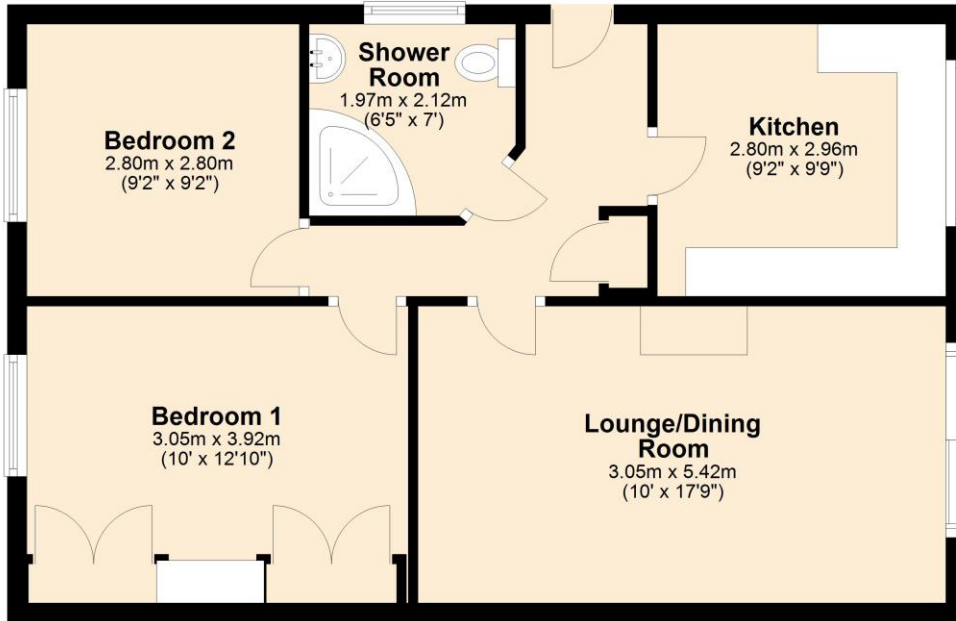 Shower
Room
1.97m x 2.12m
(6'5" x 7')
Bedroom 2
2.80m x 2.80m
(9'2" x 9'2")
Kitchen
2.80m x 2.96m
(9'2" x 9'9")
Bedroom 1
3.05m x 3.92m
(10' x 12'10")
Lounge/Dining
Room
3.05m x 5.42m
(10' x 17'9")